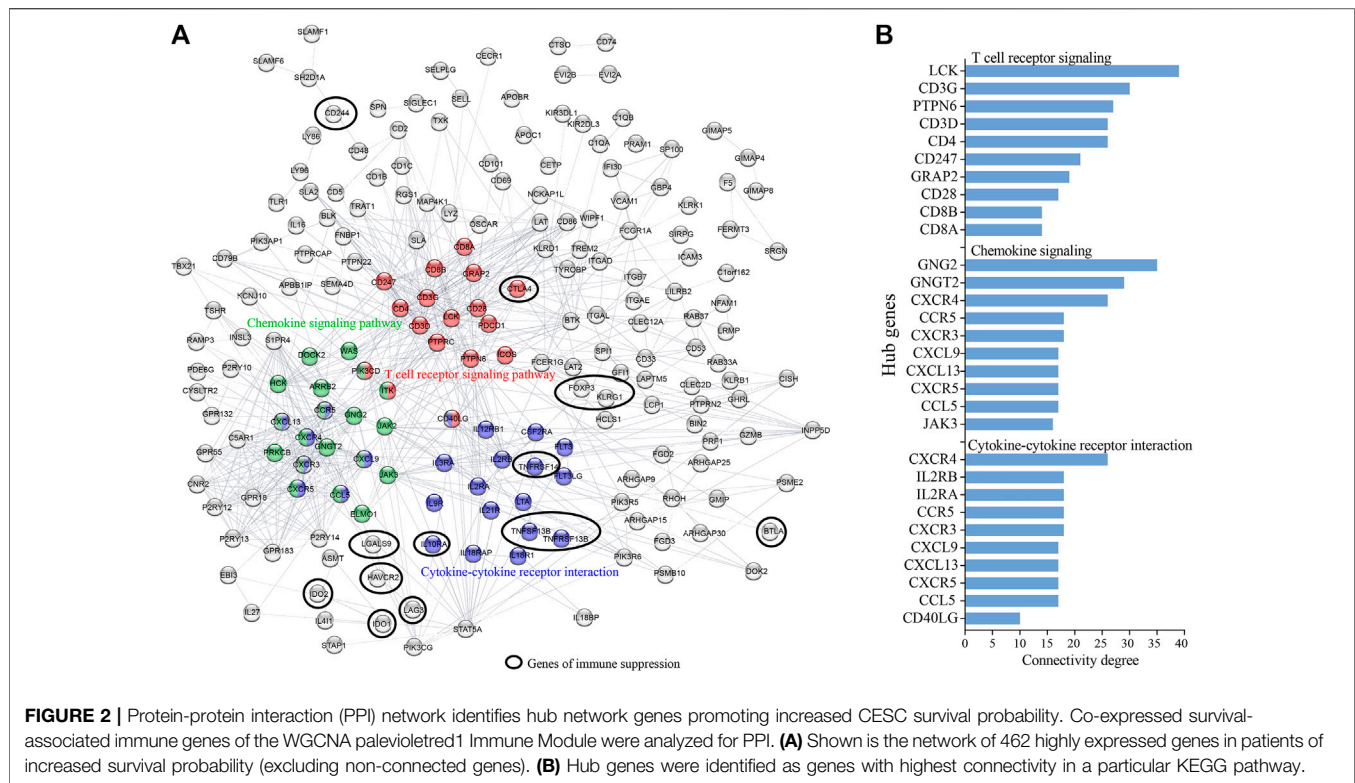 A
SLAMF1
SLAMF6
SH2D1A
CD244
LY86
SPN
SIGLEC1
SELPLG
SELL
CECR1
CTSO
CD74
EVI2B
EVI2A
APOBR
KIR3DL1
KIR2DL3
C1QB
APOC1
C1QA
PRAM1
SP100
GIMAP5
GIMAP4
GIMAP6
F5
TXK
CD2
CD48
CD1C
CD1B
CD101
CD69
CETP
IFI30
GBP4
VCAM1
KLRK1
LY96
SLA2
CD5
RGS1
MAP4K1
NCKAP1L
TLR1
IL16
BLK
TRAT1
LYZ
OSCAR
LAT
CD86
WIPF1
FCGR1A
SIRPG
FERMT3
SRGN
PIK3AP1
FNBP1
SLA
KLRD1
TREM2
ICAM3
TBX21
CD79B
PTPRCAP
PTPN22
CD8A
ITGAD
TYROBP
C1orf162
KCNJ10
APBB1IP
SEMA4D
CD247
CD8B
GRAP2
CTLA4
ITGB7
LILRB2
ITGAE
NFAM1
TSHR
CD4
CD3G
CD28
LCK
CD3D
PDCD1
BTK
ITGAL
CLEC12A
RAB37
LRMP
Chemokine signaling pathway
RAMP3
INSL3
S1PR4
DOCK2
WAS
PTPRC
PTPN6
ICOS
SPI1
CD33
CD53
RAB33A
FCER1G
LAT2
PDE6G
P2RY10
PIK3CD
T cell receptor signaling pathway
GFI1
LAPTM5
CLEC2D
KLRB1
CISH
CYSLTR2
HCK
ARRB2
ITK
FOXP3
KLRG1
PTPRN2
GHRL
GPR132
CCR5
GNG2
CD40LG
LCP1
CXCL13
JAK2
IL12RB1
CSF2RA
FLT3
HCLS1
BIN2
INPP5D
C5AR1
CXCR4
GNGT2
PRF1
GZMB
GPR55
PRKCB
CXCR3
CXCL9
IL3RA
IL2RB
TNFRSF14
FGD2
ARHGAP25
CNR2
GPR18
CXCR5
JAK3
IL2RA
FLT3LG
ARHGAP9
PSME2
P2RY12
CCL5
IL9R
LTA
PIK3R5
RHOH
GMIP
ELMO1
IL21R
ARHGAP15
P2RY13
P2RY14
LGALS9
IL10RA
TNFSF13B
TNFRSF13B
ARHGAP30
BTLA
GPR183
ASMT
IL18RAP
IL18R1
FGD3
PIK3R6
EBI3
HAVCR2
Cytokine-cytokine receptor interaction
PSMB10
DOK2
IDO2
IL27
IL4I1
IDO1
LAG3
STAT5A
IL18BP
STAP1
PIK3CG
Genes of immune suppression
B
Hub genes
T cell receptor signaling
LCK
CD3G
PTPN6
CD3D
CD4
CD247
GRAP2
CD28
CD8B
CD8A
Chemokine signaling
GNG2
GNGT2
CXCR4
CCR5
CXCR3
CXCL9
CXCL13
CXCR5
CCL5
JAK3
Cytokine-cytokine receptor interaction
CXCR4
IL2RB
IL2RA
CCR5
CXCR3
CXCL9
CXCL13
CXCR5
CCL5
CD40LG
0 5 10 15 20 25 30 35 40
Connectivity degree
FIGURE 2 | Protein-protein interaction (PPI) network identifies hub network genes promoting increased CESC survival probability. Co-expressed survival-
associated immune genes of the WGCNA palevioletred1 Immune Module were analyzed for PPI. (A) Shown is the network of 462 highly expressed genes in patients of
increased survival probability (excluding non-connected genes). (B) Hub genes were identified as genes with highest connectivity in a particular KEGG pathway.